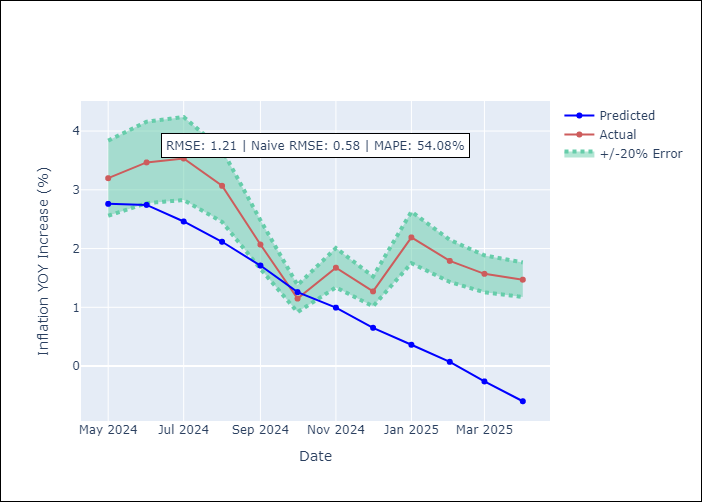 RMSE: 1.21 | Naive RMSE: 0.58 | MAPE: 54.08%
Predicted
Actual
+/-20% Error
Inflation YOY Increase (%)
4
3
2
1
0
May 2024
Jul 2024
Sep 2024
Nov 2024
Jan 2025
Mar 2025
Date